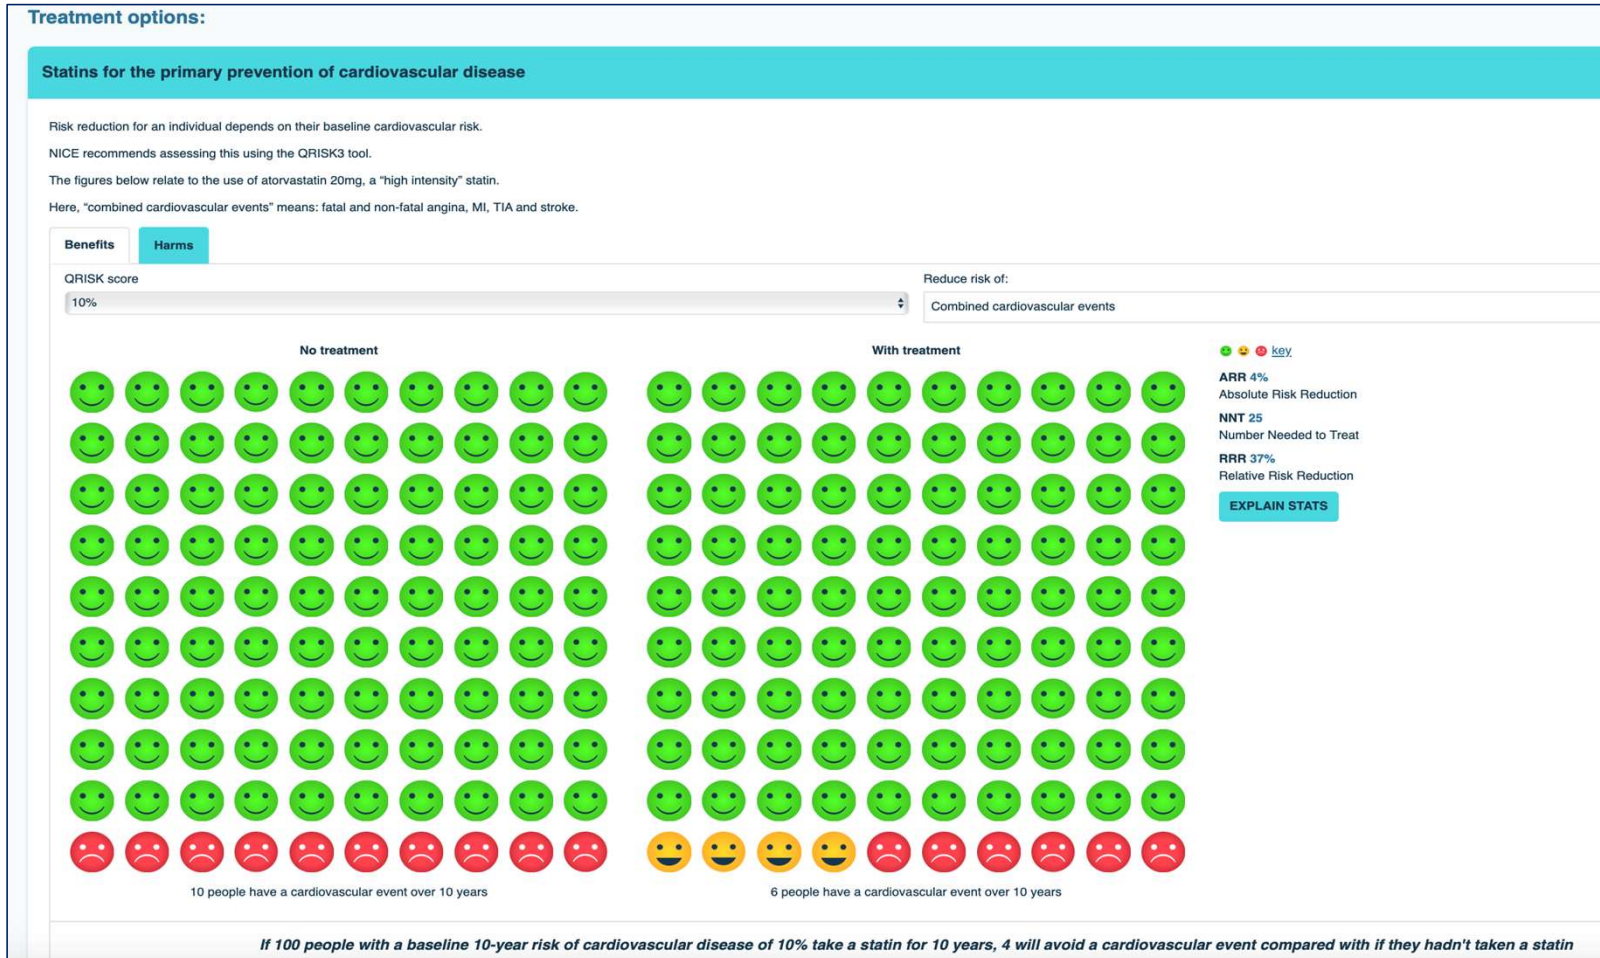 Treatment options:
Statins for the primary prevention of cardiovascular disease
Risk reduction for an individual depends on their baseline cardiovascular risk.
NICE recommends assessing this using the QRISK3 tool.
The figures below relate to the use of atorvastatin 20mg, a “high intensity” statin.
Here, “combined cardiovascular events” means: fatal and non-fatal angina, MI, TIA and stroke.
Benefits Harms
QRISK score
10%
Reduce risk of:
Combined cardiovascular events
No treatment
10 people have a cardiovascular event over 10 years
With treatment
6 people have a cardiovascular event over 10 years
key
ARR 4%
Absolute Risk Reduction
NNT 25
Number Needed to Treat
RRR 37%
Relative Risk Reduction
EXPLAIN STATS
If 100 people with a baseline 10-year risk of cardiovascular disease of 10% take a statin for 10 years, 4 will avoid a cardiovascular event compared with if they hadn't taken a statin